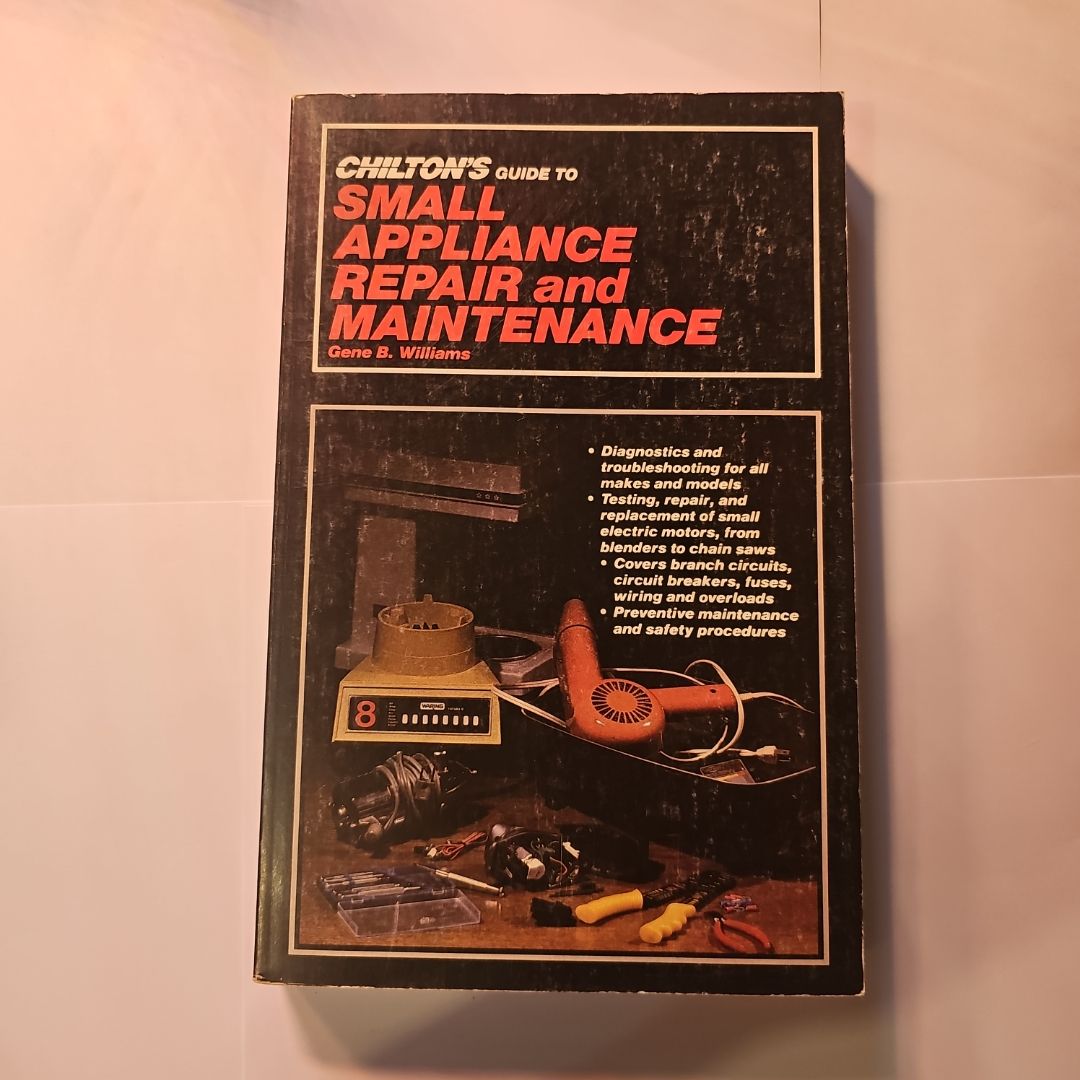 CHILTON'S GUIDE TO
SMALL
APPLIANCE
REPAIR and
MAINTENANCE
Gene B. Williams
• Diagnostics and
troubleshooting for all
makes and models
• Testing, repair, and
replacement of small
electric motors, from
blenders to chain saws
• Covers branch circuits,
circuit breakers, fuses,
wiring and overloads
• Preventive maintenance
and safety procedures
8
WARING